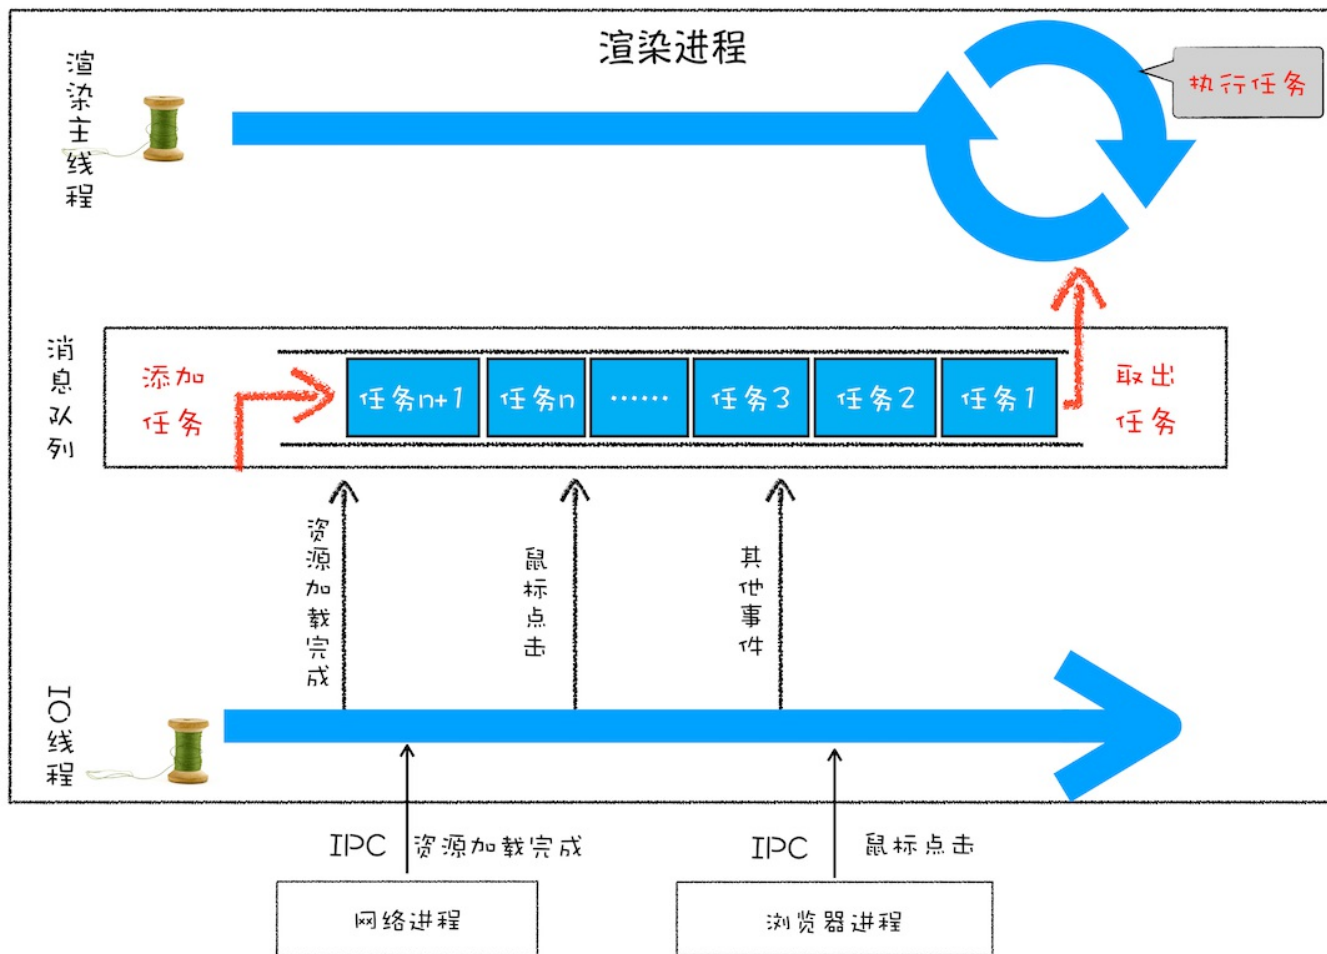 渲染进程
渲染主线程
执行任务
消息队列
添加
任务
任务n+1
任务n
……
任务3
任务2
任务1
取出
任务
资源加载完成
鼠标点击
其他事件
IO线程
IPC 资源加载完成
IPC 鼠标点击
网络进程
浏览器进程